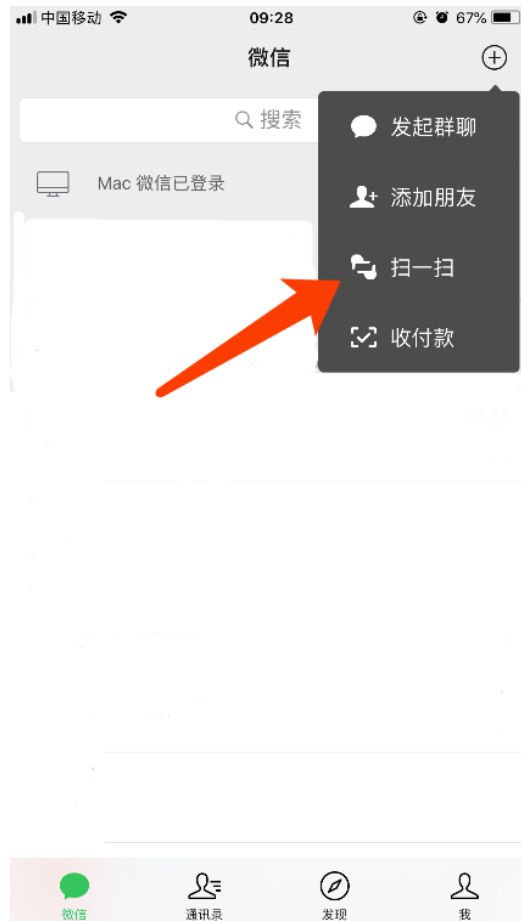 中国移动 09:28 67%
微信
搜索
发起群聊
Mac 微信已登录
添加朋友
扫一扫
收付款
微信 通讯录 发现 我